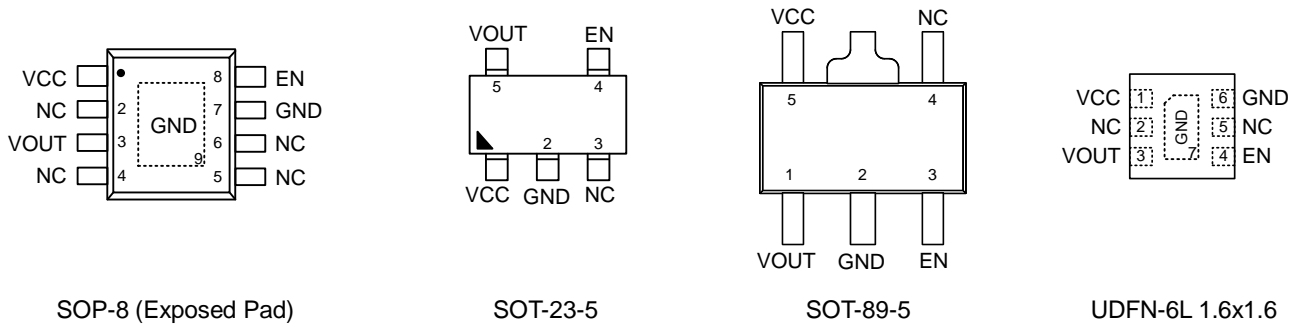 VCC
NC
VOUT
NC
2
3
4
GND
9
8
7
6
5
EN
GND
NC
NC
SOP-8 (Exposed Pad)
VOUT EN
5 4
2 3
VCC GND NC
SOT-23-5
VCC NC
5 4
1 2 3
VOUT GND EN
SOT-89-5
VCC 1 6 GND
NC 2 5 NC
VOUT 3 4 EN
GND
7
UDFN-6L 1.6x1.6